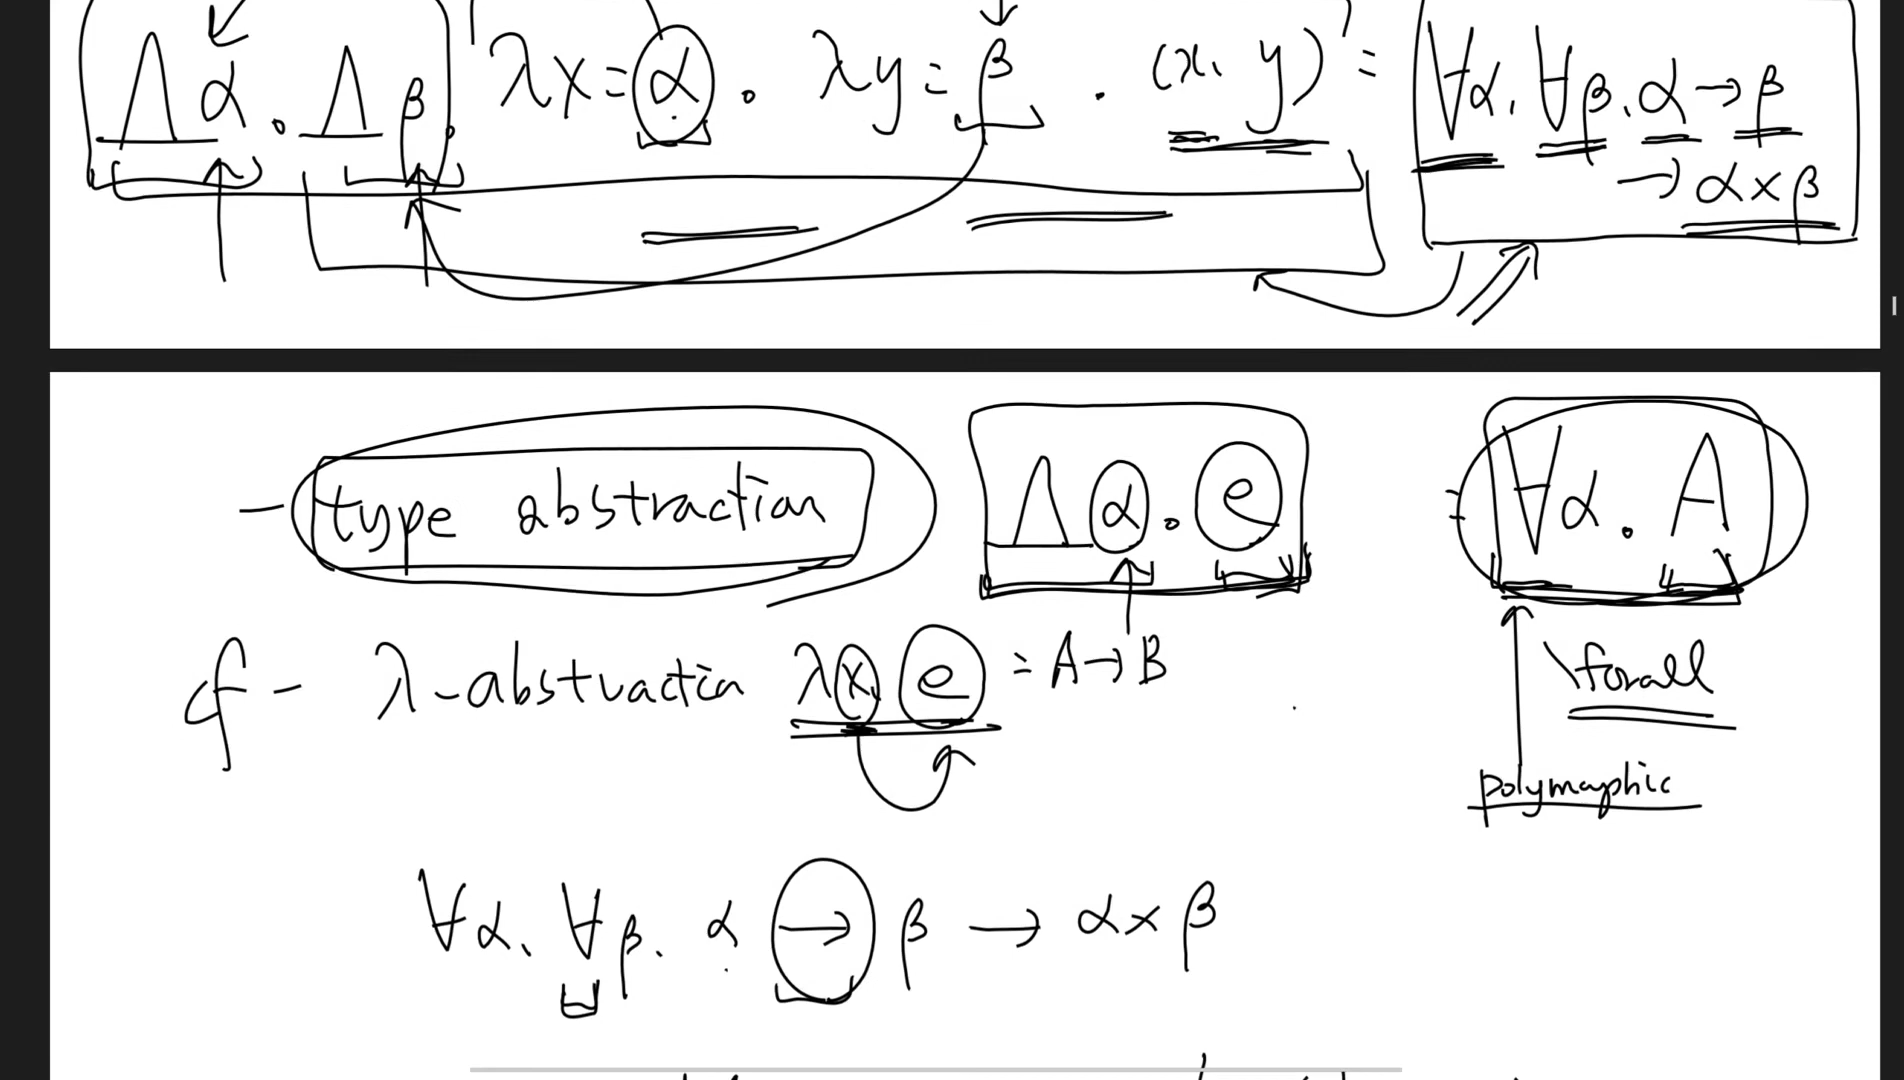 Λα.Λβ. λx=α. λy=β. (x, y) = ∀α. ∀β. α→β
→ α×β
- type abstraction Λα.e = ∀α.A
cf - λ-abstraction λx.e = A→B \forall
polymorphic
∀α. ∀β. α → β → α×β